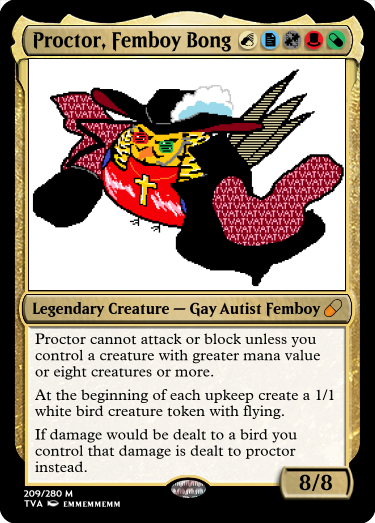 Proctor, Femboy Bong
Legendary Creature — Gay Autist Femboy
Proctor cannot attack or block unless you
control a creature with greater mana value
or eight creatures or more.
At the beginning of each upkeep create a 1/1
white bird creature token with flying.
If damage would be dealt to a bird you
control that damage is dealt to proctor
instead.
8/8
209/280 M
TVA EMMEMMEMM